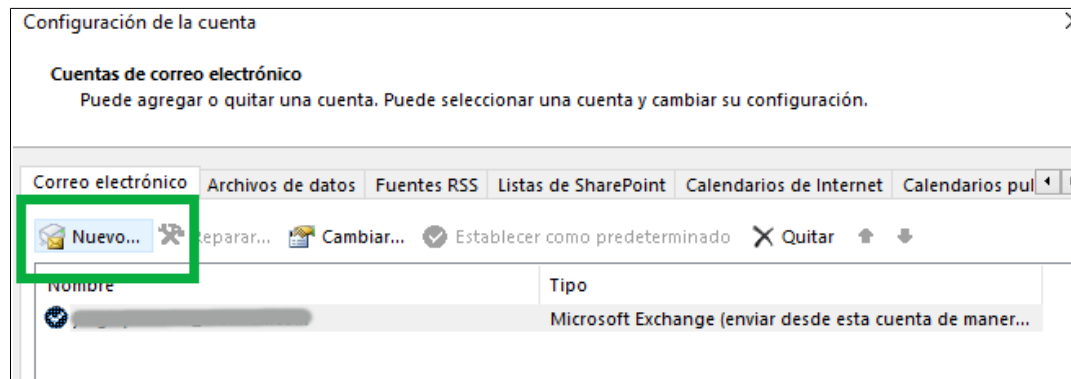 Configuración de la cuenta
Cuentas de correo electrónico
Puede agregar o quitar una cuenta. Puede seleccionar una cuenta y cambiar su configuración.
Correo electrónico Archivos de datos Fuentes RSS Listas de SharePoint Calendarios de Internet Calendarios pul
Nuevo... eparar... Cambiar... Establecer como predeterminado Quitar
Nombre Tipo
Microsoft Exchange (enviar desde esta cuenta de maner...